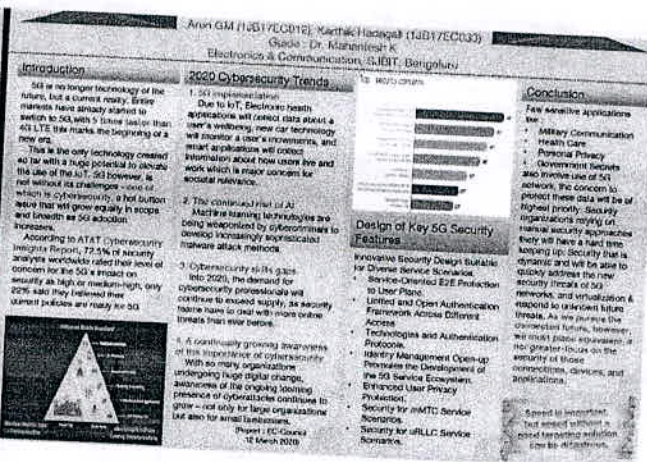 Arun GM (1JB17EC012), Karthik Hadagali (1JB17EC033)
Guide : Dr. Mahantesh K
Electronics & Communication, SJBIT, Bengaluru
Introduction
5G is no longer technology of the
future, but a current reality. Entire
markets have already started to
switch to 5G, with 5 times faster than
4G LTE this marks the beginning of a
new era.
This is the only technology created
so far with a huge potential to elevate
the use of the IoT. 5G however, is
not without its challenges - one of
which is cybersecurity, a hot button
issue that will grow equally in scope
and breadth as 5G adoption
increases.
According to AT&T Cybersecurity
Insights Report, 72.5% of security
analysts worldwide rated their level of
concern for the 5G's impact on
security as high or medium-high, only
22% said they believed their
current policies are ready for 5G.
2020 Cybersecurity Trends
1. 5G implementation
Due to IoT, Electronic health
applications will collect data about a
user's wellbeing, new car technology
will monitor a user's movements, and
smart applications will collect
information about how users live and
work which is major concern for
societal relevance.
2. The continued rise of AI
Machine learning technologies are
being weaponized by cybercriminals to
develop increasingly sophisticated
malware attack methods.
3. Cybersecurity skills gaps
Into 2020, the demand for
cybersecurity professionals will
continue to exceed supply, as security
teams have to deal with more online
threats than ever before.
4. A continually growing awareness
of the importance of cybersecurity
With so many organizations
undergoing huge digital change,
awareness of the ongoing looming
presence of cyberattacks continues to
grow – not only for large organizations
but also for small businesses.
(Report : EC-Council
12 March 2020)
Design of Key 5G Security
Features
Innovative Security Design Suitable
for Diverse Service Scenarios.
• Service-Oriented E2E Protection
to User Plane.
• Unified and Open Authentication
Framework Across Different
Access
• Technologies and Authentication
Protocols.
• Identity Management Open-up
Promotes the Development of
the 5G Service Ecosystem.
• Enhanced User Privacy
Protection.
• Security for mMTC Service
Scenarios.
• Security for uRLLC Service
Scenarios.
Conclusion
Few sensitive applications
like :
• Military Communication
• Health Care
• Personal Privacy
• Government Secrets
also involve use of 5G
network, the concern to
protect these data will be of
highest priority. Security
organizations relying on
manual security approaches
they will have a hard time
keeping up. Security that is
dynamic and will be able to
quickly address the new
security threats of 5G
networks, and virtualization &
respond to unknown future
threats. As we pursue the
connected future, however,
we must place equivalent, if
not greater-focus on the
security of those
connections, devices, and
applications.
Speed is important,
but speed without a
good targeting solution
can be disastrous.